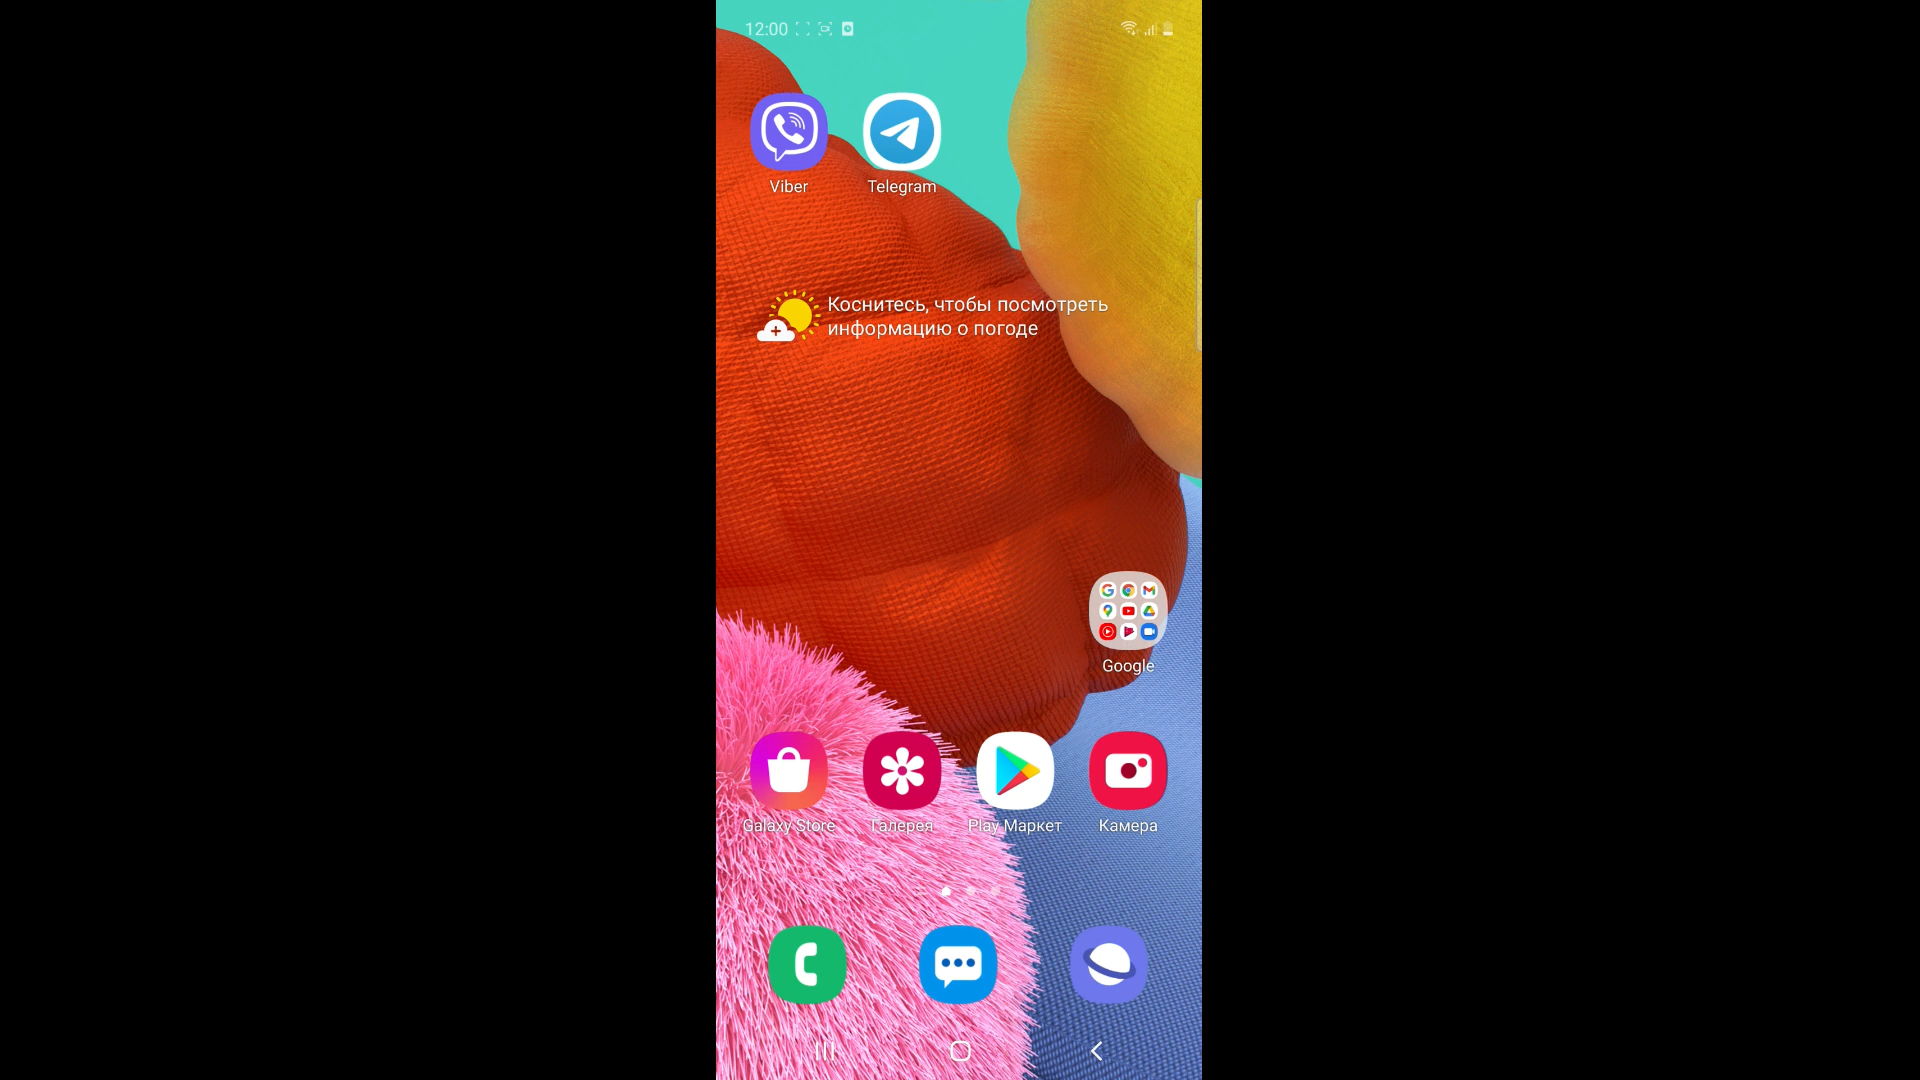 12:00
Viber
Telegram
Коснитесь, чтобы посмотреть
информацию о погоде
Google
Galaxy Store
Галерея
Play Маркет
Камера